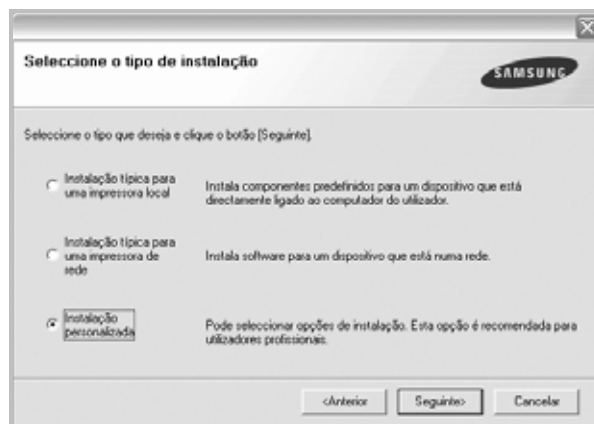 Seleccione o tipo de instalação
SAMSUNG
Seleccione o tipo que deseja e clique o botão [Seguinte].
Instalação típica para
uma impressora local
Instala componentes predefinidos para um dispositivo que está
directamente ligado ao computador do utilizador.
Instalação típica para
uma impressora de
rede
Instala software para um dispositivo que está numa rede.
Instalação
personalizada
Pode seleccionar opções de instalação. Esta opção é recomendada para
utilizadores profissionais.
<Anterior
Seguinte>
Cancelar